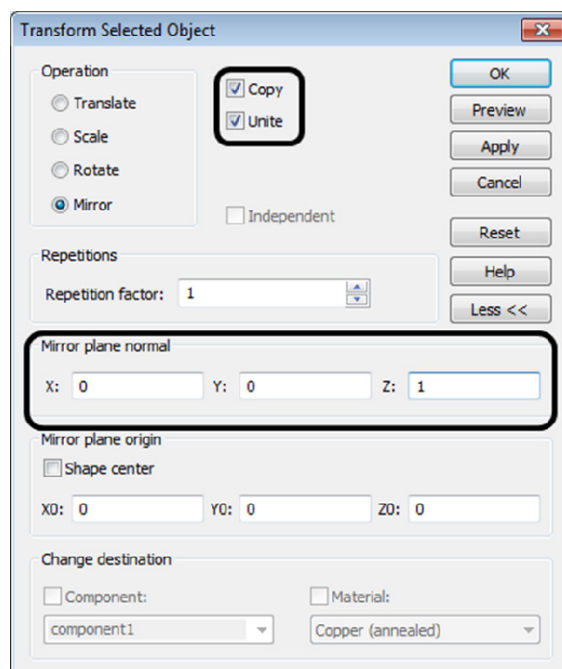 Transform Selected Object
Operation
Translate
Scale
Rotate
Mirror
Copy
Unite
Independent
OK
Preview
Apply
Cancel
Reset
Help
Less <<
Repetitions
Repetition factor: 1
Mirror plane normal
X: 0 Y: 0 Z: 1
Mirror plane origin
Shape center
X0: 0 Y0: 0 Z0: 0
Change destination
Component: Material:
component1 Copper (annealed)